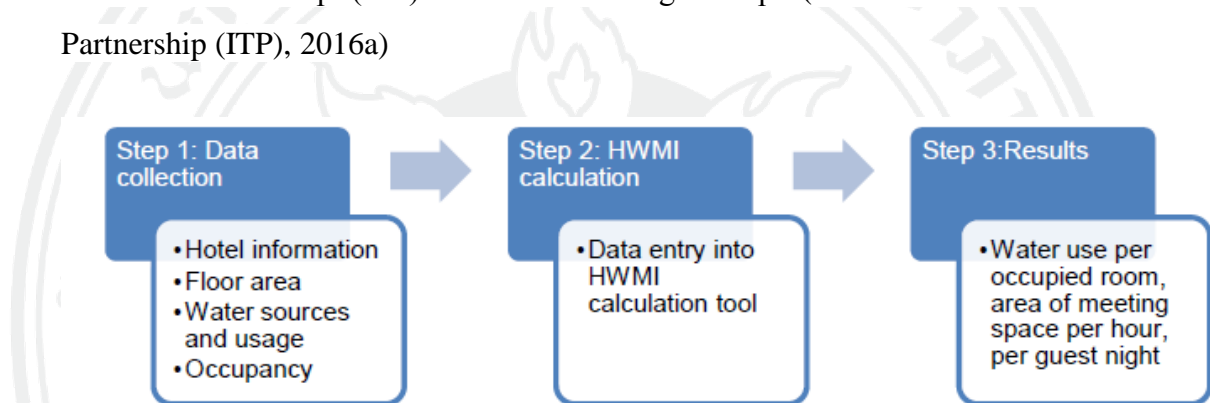 Partnership (ITP), 2016a)
Step 1: Data
collection
•Hotel information
•Floor area
•Water sources
and usage
•Occupancy
Step 2: HWMI
calculation
•Data entry into
HWMI
calculation tool
Step 3:Results
•Water use per
occupied room,
area of meeting
space per hour,
per guest night